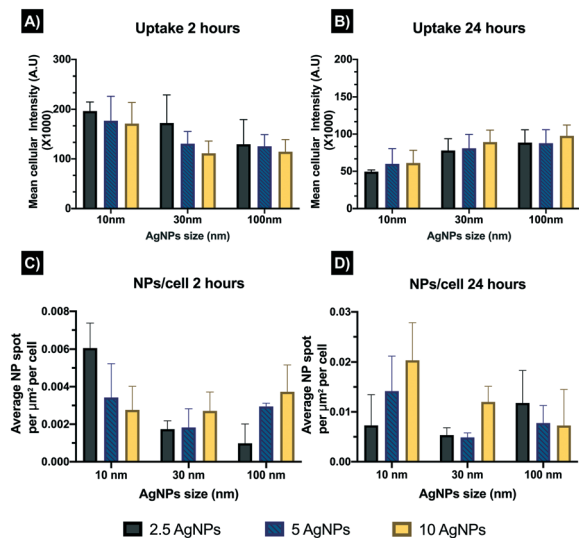 A)
Uptake 2 hours
Mean cellular Intensity (A.U)
(X1000)
300
200
100
0
10nm
30nm
100nm
AgNPs size (nm)
B)
Uptake 24 hours
Mean cellular Intensity (A.U)
(X1000)
200
150
100
50
0
10nm
30nm
100nm
AgNPs size (nm)
C)
NPs/cell 2 hours
Average NP spot
per µm² per cell
0.008
0.006
0.004
0.002
0.000
10 nm
30 nm
100 nm
AgNPs size (nm)
D)
NPs/cell 24 hours
Average NP spot
per µm² per cell
0.03
0.02
0.01
0.00
10 nm
30 nm
100 nm
AgNPs size (nm)
2.5 AgNPs
5 AgNPs
10 AgNPs